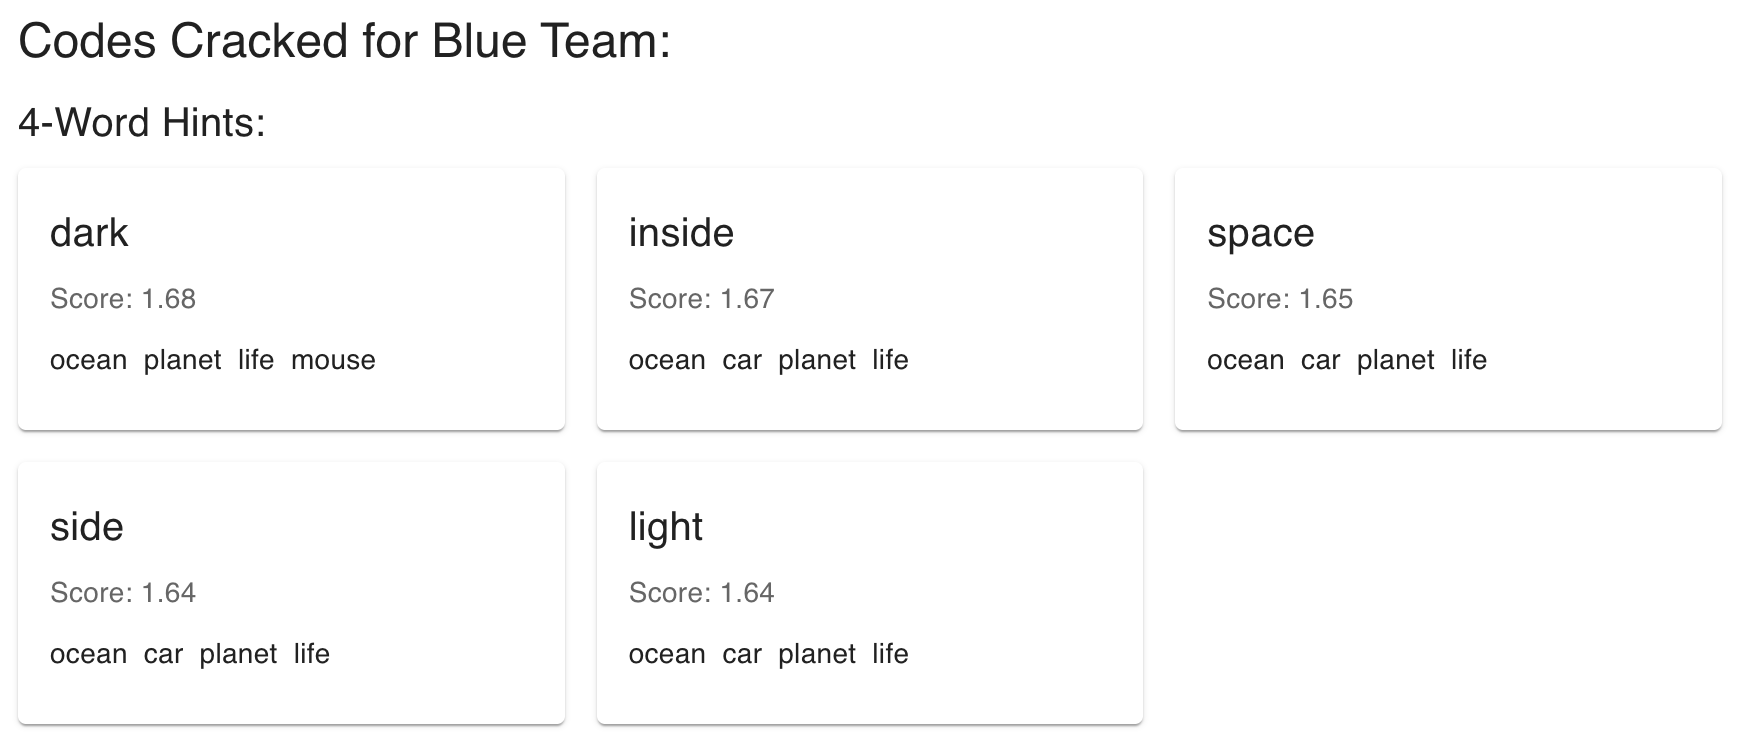 Codes Cracked for Blue Team:
4-Word Hints:
dark
Score: 1.68
ocean planet life mouse
inside
Score: 1.67
ocean car planet life
space
Score: 1.65
ocean car planet life
side
Score: 1.64
ocean car planet life
light
Score: 1.64
ocean car planet life